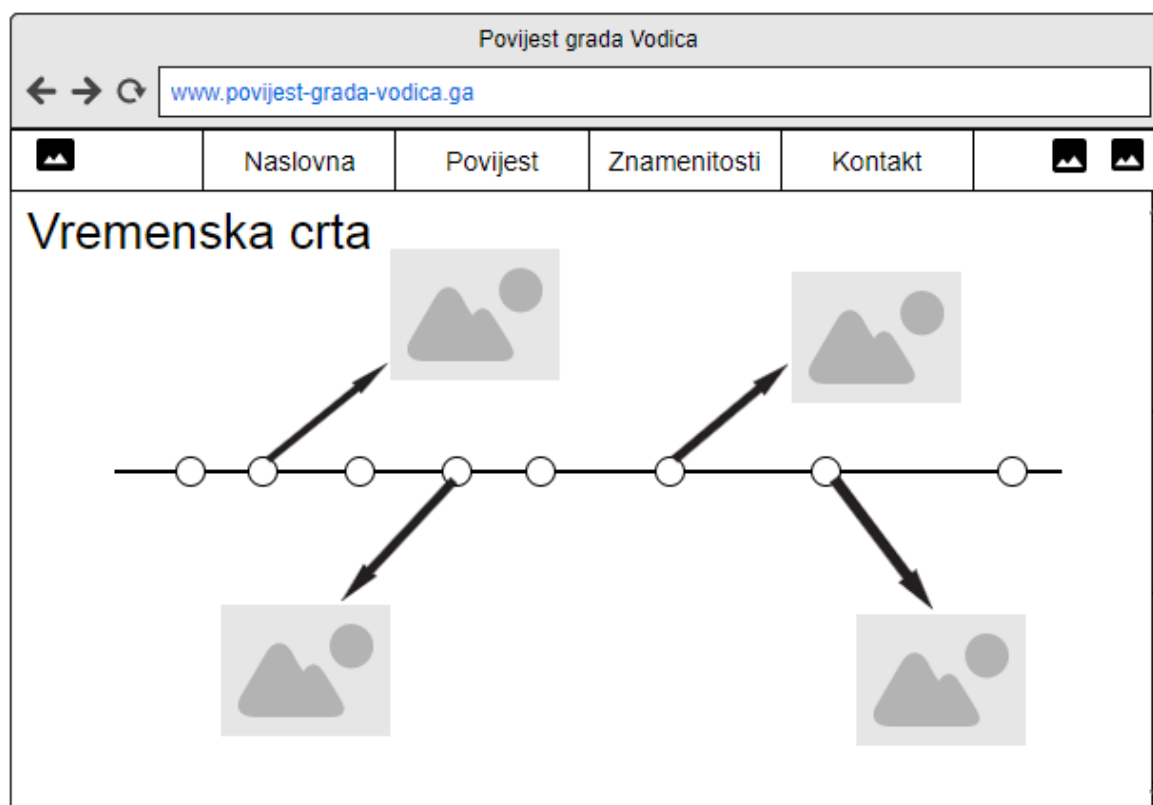 Povijest grada Vodica
www.povijest-grada-vodica.ga
Naslovna Povijest Znamenitosti Kontakt
Vremenska crta